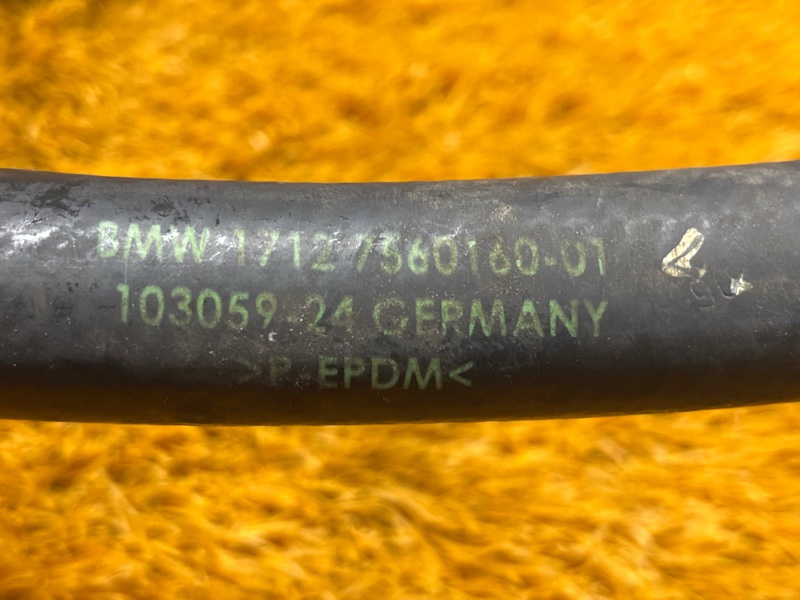 BMW 1712 7560160-01
103059-24 GERMANY
>P-EPDM<